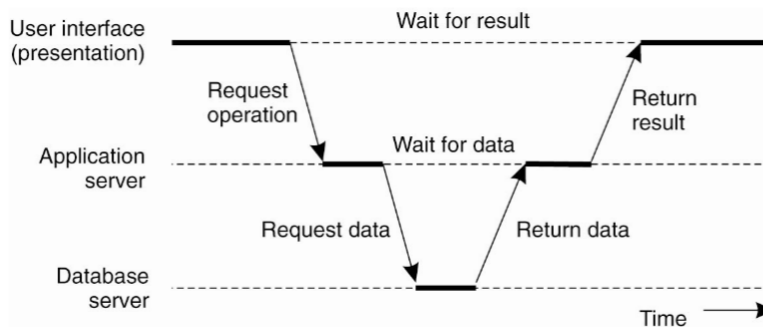 User interface
(presentation)
Wait for result
Request
operation
Return
result
Application
server
Wait for data
Request data
Return data
Database
server
Time